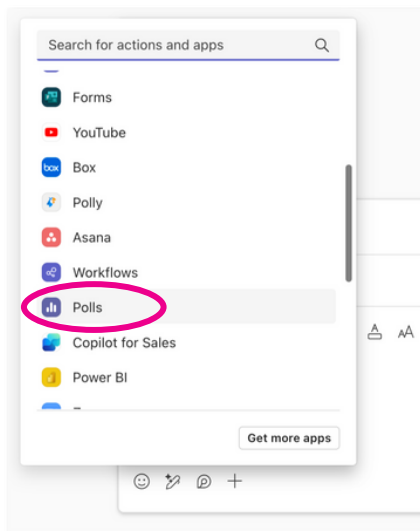 Search for actions and apps
Forms
YouTube
box Box
Polly
Asana
Workflows
Polls
Copilot for Sales
Power BI
Get more apps
A AA